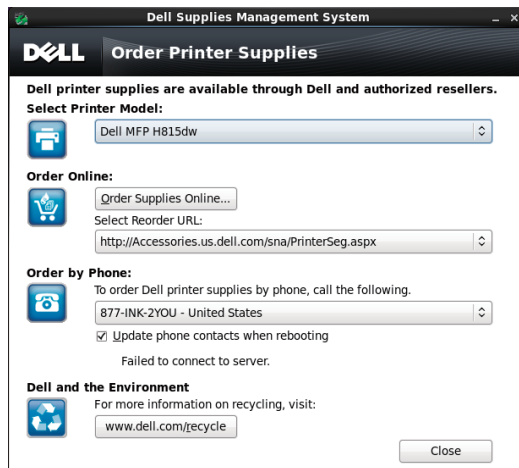 Dell Supplies Management System
DELL Order Printer Supplies
Dell printer supplies are available through Dell and authorized resellers.
Select Printer Model:
Dell MFP H815dw
Order Online:
Order Supplies Online...
Select Reorder URL:
http://Accessories.us.dell.com/sna/PrinterSeg.aspx
Order by Phone:
To order Dell printer supplies by phone, call the following.
877-INK-2YOU - United States
Update phone contacts when rebooting
Failed to connect to server.
Dell and the Environment
For more information on recycling, visit:
www.dell.com/recycle
Close